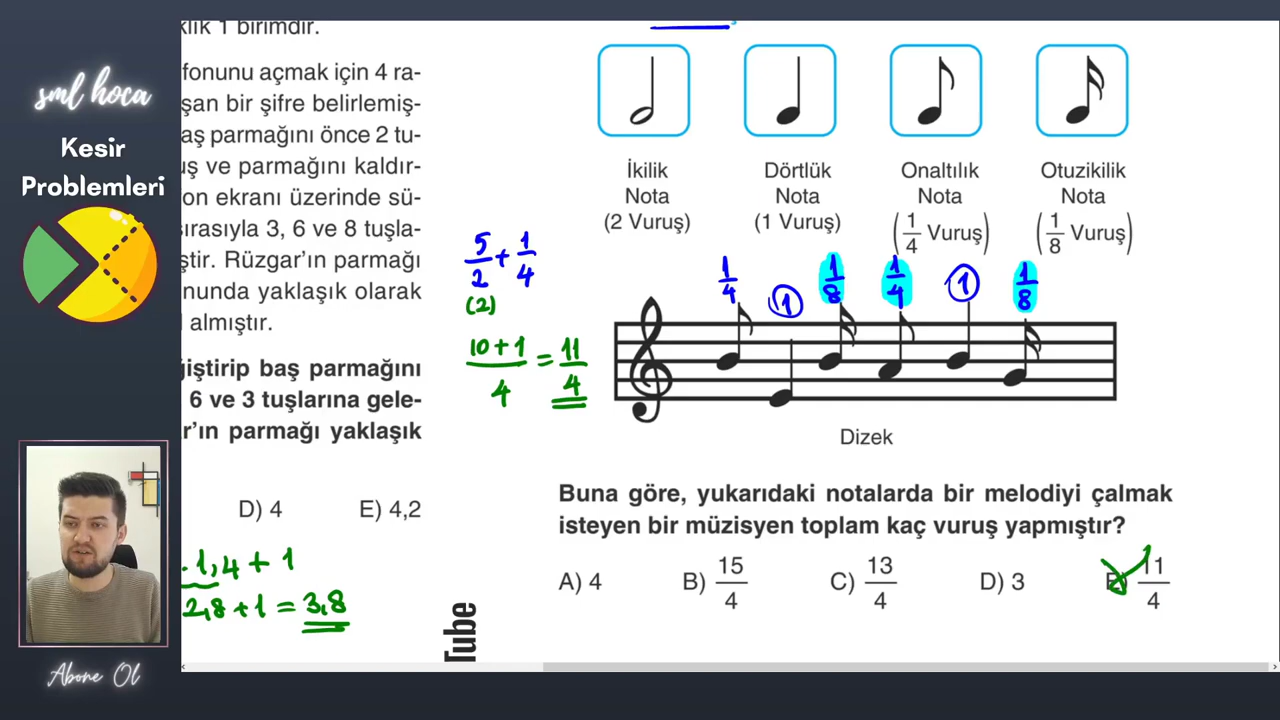 sml hoca
Kesir
Problemleri
klik 1 birimdir.
fonunu açmak için 4 ra-
şan bir şifre belirlemiş-
aş parmağını önce 2 tu-
uş ve parmağını kaldır-
on ekranı üzerinde sü-
sırasıyla 3, 6 ve 8 tuşla-
ştir. Rüzgar'ın parmağı
nunda yaklaşık olarak
l almıştır.
ğiştirip baş parmağını
6 ve 3 tuşlarına gele-
r'ın parmağı yaklaşık
D) 4 E) 4,2
1,4 + 1
2,8 + 1 = 3,8
Abone Ol
Tube
İkilik Dörtlük Onaltılık Otuzikilik
Nota Nota Nota Nota
(2 Vuruş) (1 Vuruş) (1/4 Vuruş) (1/8 Vuruş)
5/2 + 1/4
(2)
10+1/4 = 11/4
1/4 1 1/8 1/4 1 1/8
Dizek
Buna göre, yukarıdaki notalarda bir melodiyi çalmak
isteyen bir müzisyen toplam kaç vuruş yapmıştır?
A) 4 B) 15/4 C) 13/4 D) 3 E) 11/4